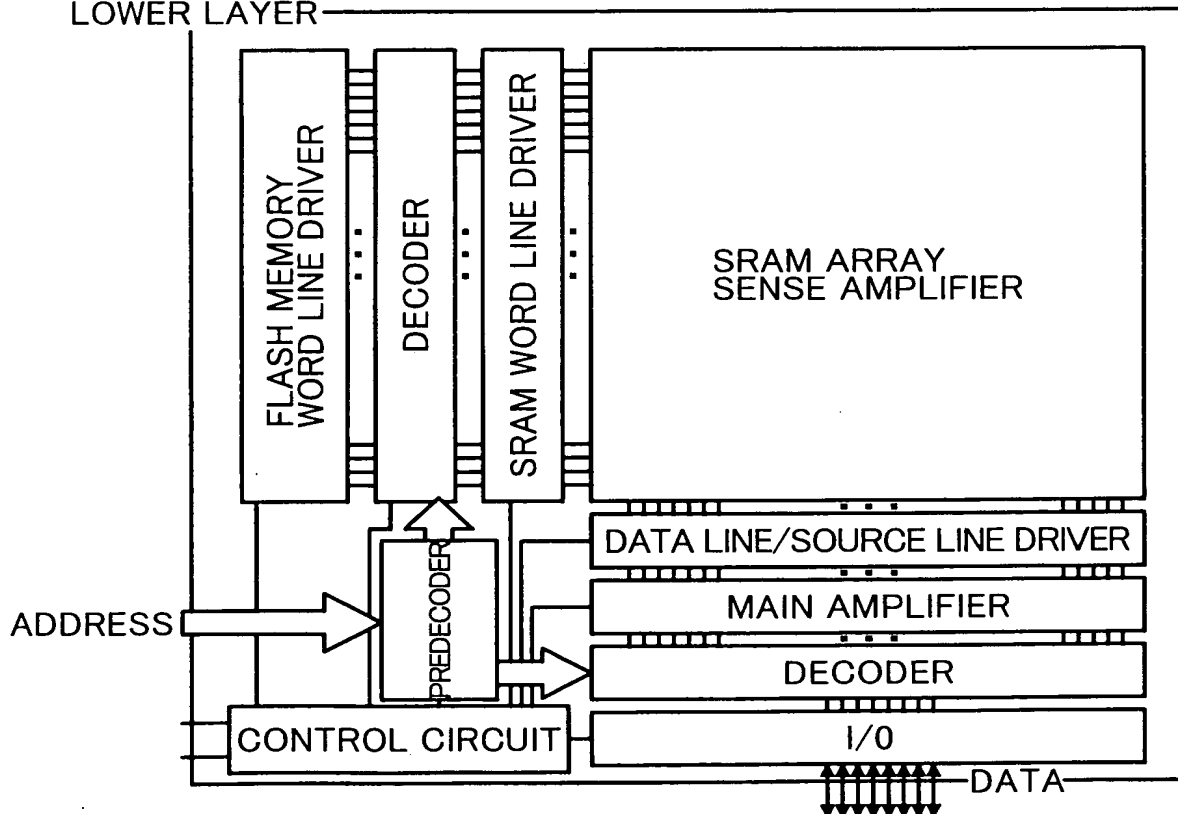 LOWER LAYER
FLASH MEMORY
WORD LINE DRIVER
DECODER
SRAM WORD LINE DRIVER
SRAM ARRAY
SENSE AMPLIFIER
DATA LINE/SOURCE LINE DRIVER
MAIN AMPLIFIER
DECODER
I/O
PREDECODER
ADDRESS
CONTROL CIRCUIT
DATA